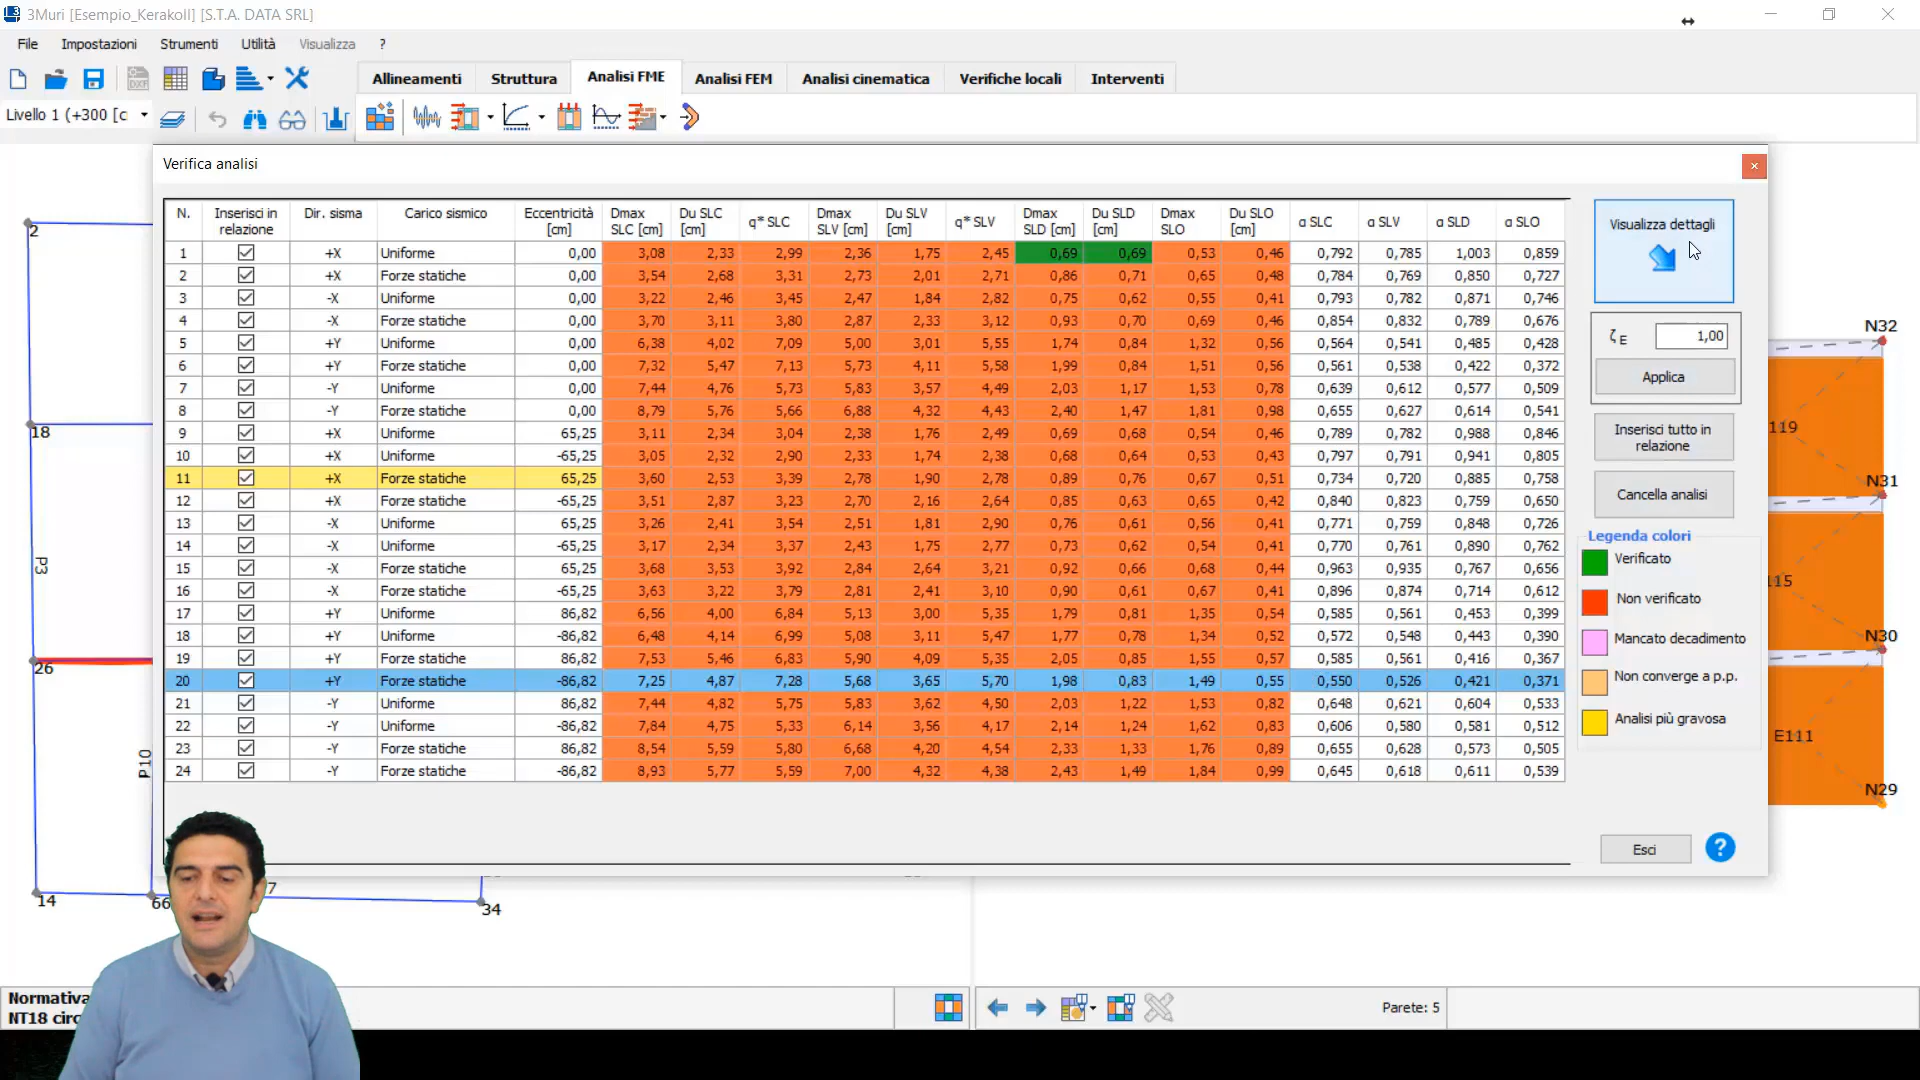 3Muri [Esempio_Kerakoll] [S.T.A. DATA SRL]
File Impostazioni Strumenti Utilità Visualizza ?
Allineamenti Struttura Analisi FME Analisi FEM Analisi cinematica Verifiche locali Interventi
Livello 1 (+300 [c
Verifica analisi
N. Inserisci in relazione Dir. sisma Carico sismico Eccentricità [cm] Dmax SLC [cm] Du SLC [cm] q* SLC Dmax SLV [cm] Du SLV [cm] q* SLV Dmax SLD [cm] Du SLD [cm] Dmax SLO Du SLO [cm] α SLC α SLV α SLD α SLO
1 +X Uniforme 0,00 3,08 2,33 2,99 2,36 1,75 2,45 0,69 0,69 0,53 0,46 0,792 0,785 1,003 0,859
2 +X Forze statiche 0,00 3,54 2,68 3,31 2,73 2,01 2,71 0,86 0,71 0,65 0,48 0,784 0,769 0,850 0,727
3 -X Uniforme 0,00 3,22 2,46 3,45 2,47 1,84 2,82 0,75 0,62 0,55 0,41 0,793 0,782 0,871 0,746
4 -X Forze statiche 0,00 3,70 3,11 3,80 2,87 2,33 3,12 0,93 0,70 0,69 0,46 0,854 0,832 0,789 0,676
5 +Y Uniforme 0,00 6,38 4,02 7,09 5,00 3,01 5,55 1,74 0,84 1,32 0,56 0,564 0,541 0,485 0,428
6 +Y Forze statiche 0,00 7,32 5,47 7,13 5,73 4,11 5,58 1,99 0,84 1,51 0,56 0,561 0,538 0,422 0,372
7 -Y Uniforme 0,00 7,44 4,76 5,73 5,83 3,57 4,49 2,03 1,17 1,53 0,78 0,639 0,612 0,577 0,509
8 -Y Forze statiche 0,00 8,79 5,76 5,66 6,88 4,32 4,43 2,40 1,47 1,81 0,98 0,655 0,627 0,614 0,541
9 +X Uniforme 65,25 3,11 2,34 3,04 2,38 1,76 2,49 0,69 0,68 0,54 0,46 0,789 0,782 0,988 0,846
10 +X Uniforme -65,25 3,05 2,32 2,90 2,33 1,74 2,38 0,68 0,64 0,53 0,43 0,797 0,791 0,941 0,805
11 +X Forze statiche 65,25 3,60 2,53 3,39 2,78 1,90 2,78 0,89 0,76 0,67 0,51 0,734 0,720 0,885 0,758
12 +X Forze statiche -65,25 3,51 2,87 3,23 2,70 2,16 2,64 0,85 0,63 0,65 0,42 0,840 0,823 0,759 0,650
13 -X Uniforme 65,25 3,26 2,41 3,54 2,51 1,81 2,90 0,76 0,61 0,56 0,41 0,771 0,759 0,848 0,726
14 -X Uniforme -65,25 3,17 2,34 3,37 2,43 1,75 2,77 0,73 0,62 0,54 0,41 0,770 0,761 0,890 0,762
15 -X Forze statiche 65,25 3,68 3,53 3,92 2,84 2,64 3,21 0,92 0,66 0,68 0,44 0,963 0,935 0,767 0,656
16 -X Forze statiche -65,25 3,63 3,22 3,79 2,81 2,41 3,10 0,90 0,61 0,67 0,41 0,896 0,874 0,714 0,612
17 +Y Uniforme 86,82 6,56 4,00 6,84 5,13 3,00 5,35 1,79 0,81 1,35 0,54 0,585 0,561 0,453 0,399
18 +Y Uniforme -86,82 6,48 4,14 6,99 5,08 3,11 5,47 1,77 0,78 1,34 0,52 0,572 0,548 0,443 0,390
19 +Y Forze statiche 86,82 7,53 5,46 6,83 5,90 4,09 5,35 2,05 0,85 1,55 0,57 0,585 0,561 0,416 0,367
20 +Y Forze statiche -86,82 7,25 4,87 7,28 5,68 3,65 5,70 1,98 0,83 1,49 0,55 0,550 0,526 0,421 0,371
21 -Y Uniforme 86,82 7,44 4,82 5,75 5,83 3,62 4,50 2,03 1,22 1,53 0,82 0,648 0,621 0,604 0,533
22 -Y Uniforme -86,82 7,84 4,75 5,33 6,14 3,56 4,17 2,14 1,24 1,62 0,83 0,606 0,580 0,581 0,512
23 -Y Forze statiche 86,82 8,54 5,59 5,80 6,68 4,20 4,54 2,33 1,33 1,76 0,89 0,655 0,628 0,573 0,505
24 -Y Forze statiche -86,82 8,93 5,77 5,59 7,00 4,32 4,38 2,43 1,49 1,84 0,99 0,645 0,618 0,611 0,539
Visualizza dettagli
ζE 1,00
Applica
Inserisci tutto in
relazione
Cancella analisi
Legenda colori
Verificato
Non verificato
Mancato decadimento
Non converge a p.p.
Analisi più gravosa
Esci
?
2
18
P3
26
P10
14
66
7
34
N32
119
N31
115
N30
E111
N29
Normativa
NT18 circ
Parete: 5